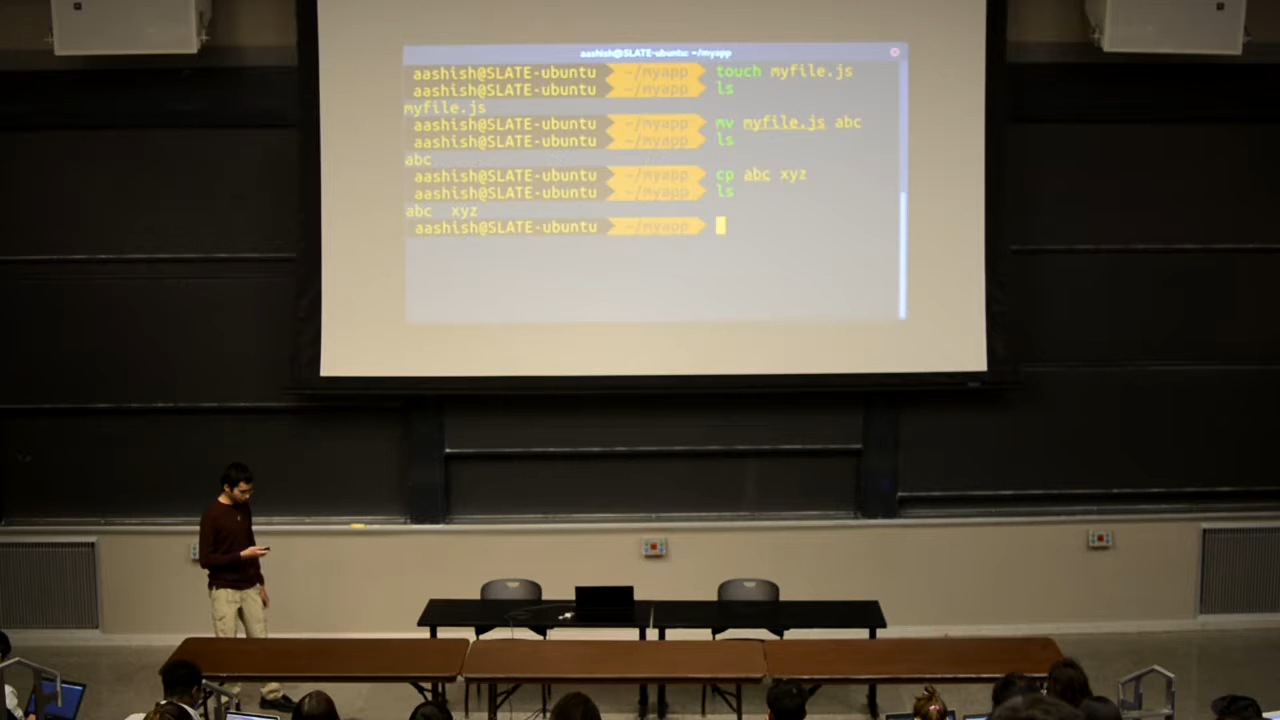 aashish@SLATE-ubuntu: ~/myapp
aashish@SLATE-ubuntu ~/myapp touch myfile.js
aashish@SLATE-ubuntu ~/myapp ls
myfile.js
aashish@SLATE-ubuntu ~/myapp mv myfile.js abc
aashish@SLATE-ubuntu ~/myapp ls
abc
aashish@SLATE-ubuntu ~/myapp cp abc xyz
aashish@SLATE-ubuntu ~/myapp ls
abc xyz
aashish@SLATE-ubuntu ~/myapp